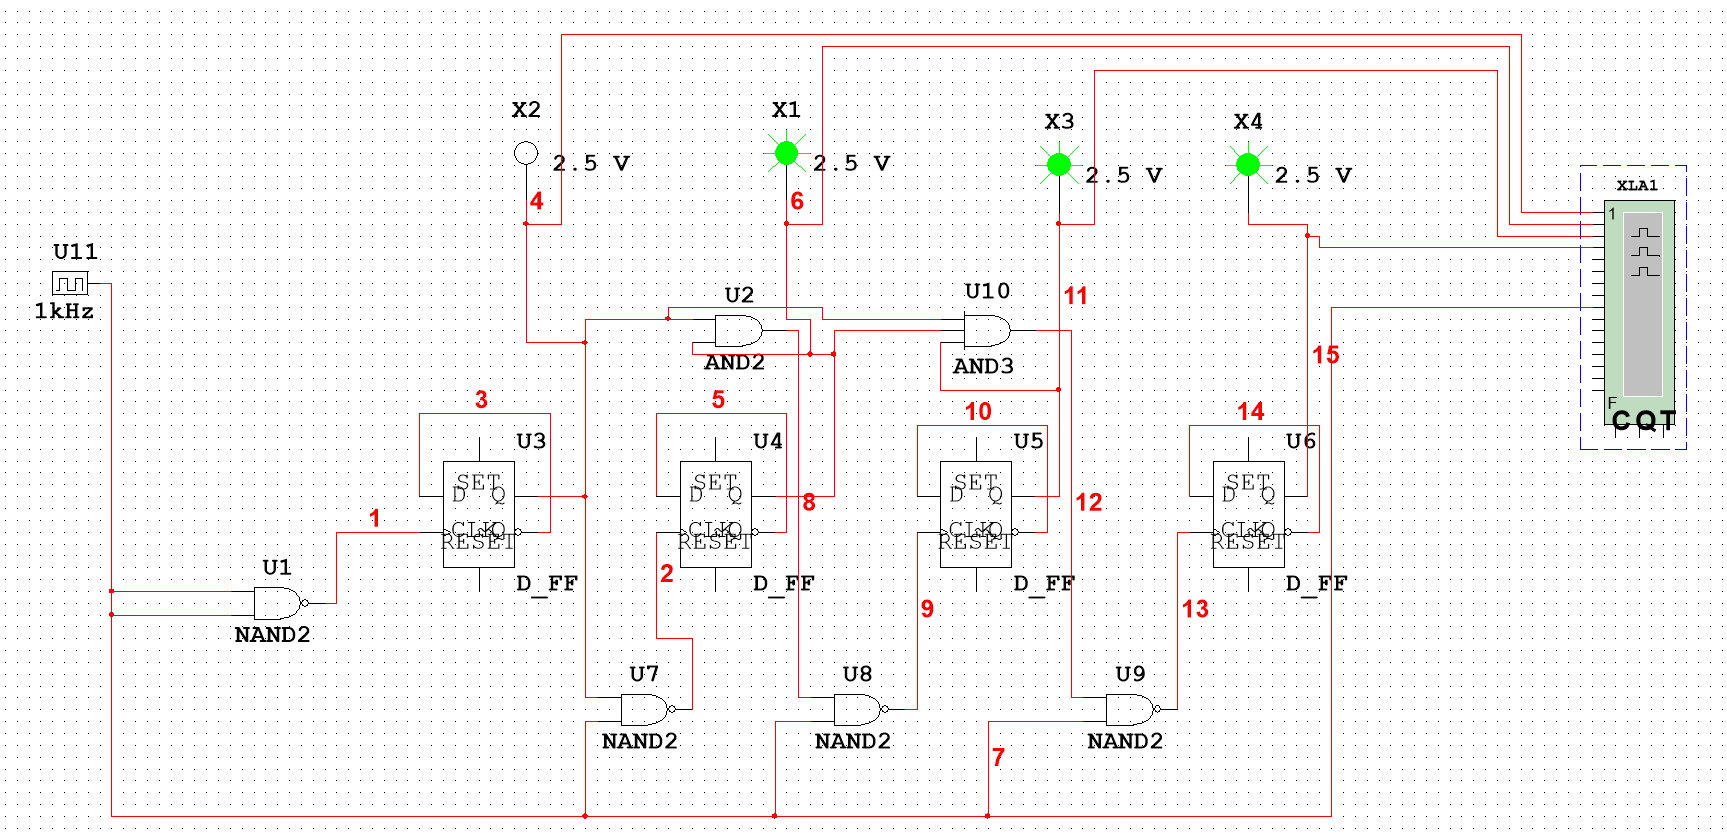 X2
X1
X3
X4
2.5 V
2.5 V
2.5 V
2.5 V
XLA1
4
6
1
U11
1kHz
U2
U10
11
AND2
AND3
15
3
5
10
14
F
C Q T
U3
U4
U5
U6
SET
D Q
CLK Q
RESET
SET
D Q
CLK Q
RESET
SET
D Q
CLK Q
RESET
SET
D Q
CLK Q
RESET
8
12
1
U1
2
D_FF
D_FF
D_FF
D_FF
9
13
NAND2
U7
U8
U9
NAND2
NAND2
NAND2
7